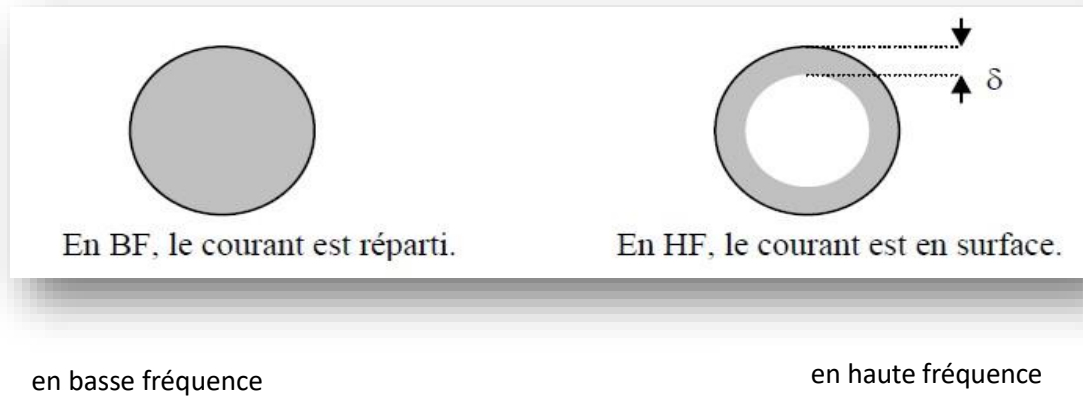 δ
En BF, le courant est réparti.
En HF, le courant est en surface.
en basse fréquence
en haute fréquence